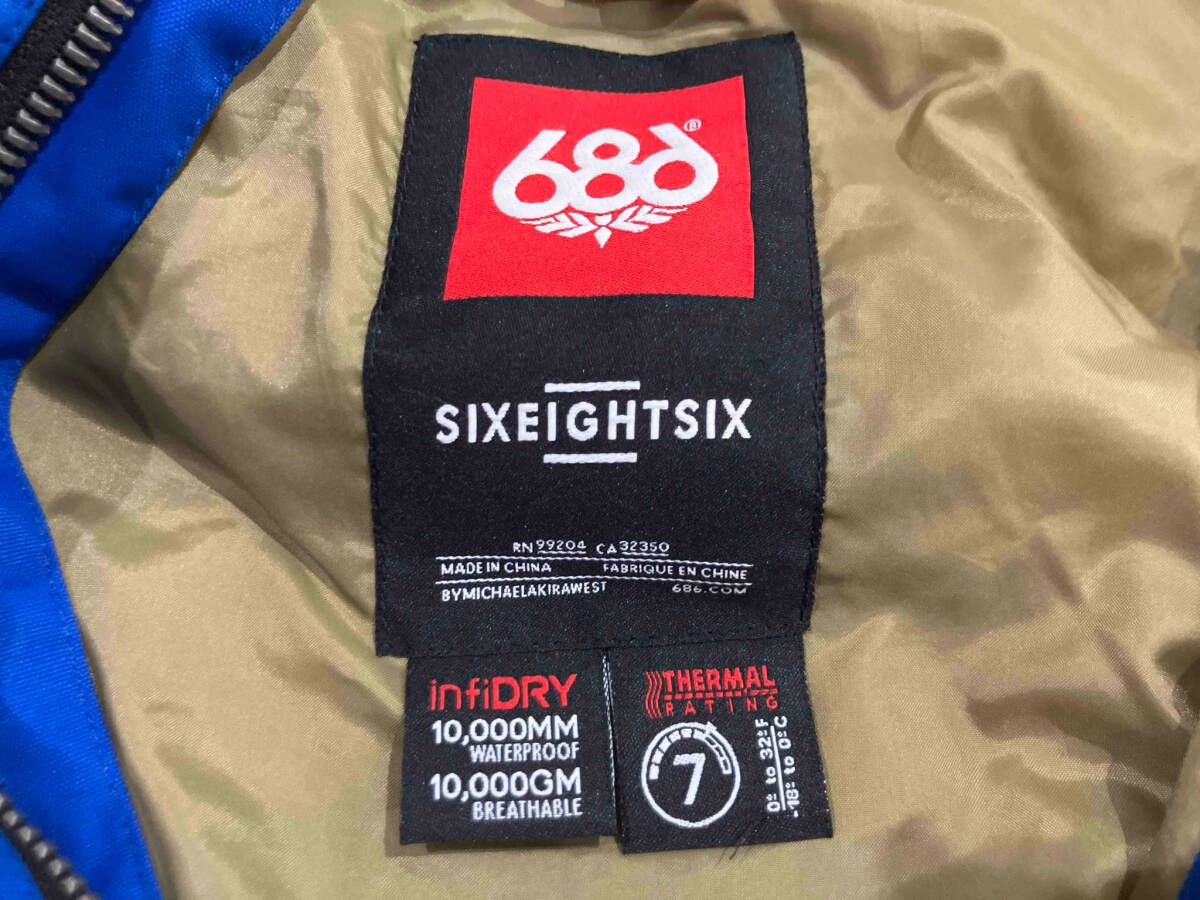 686®
SIXEIGHTSIX
RN 99204 CA 32350
MADE IN CHINA FABRIQUE EN CHINE
BYMICHAELAKIRAWEST 686.COM
infiDRY
10,000MM
WATERPROOF
10,000GM
BREATHABLE
THERMAL
RATING
7
0° to 32°F
-18° to 0°C